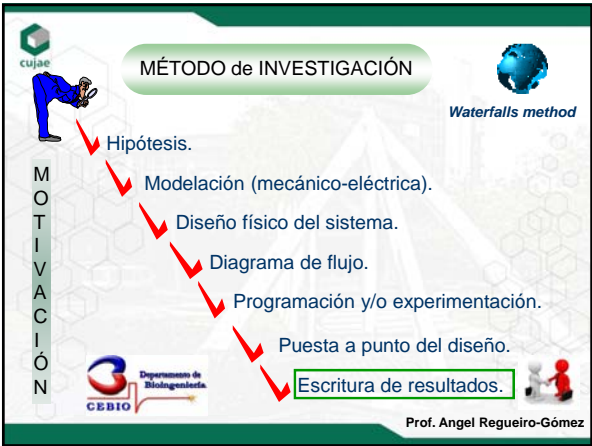 cujae
MÉTODO de INVESTIGACIÓN
Waterfalls method
MOTIVACIÓN
Hipótesis.
Modelación (mecánico-eléctrica).
Diseño físico del sistema.
Diagrama de flujo.
Programación y/o experimentación.
Puesta a punto del diseño.
Escritura de resultados.
Departamento de
Bioingeniería
CEBIO
Prof. Angel Regueiro-Gómez